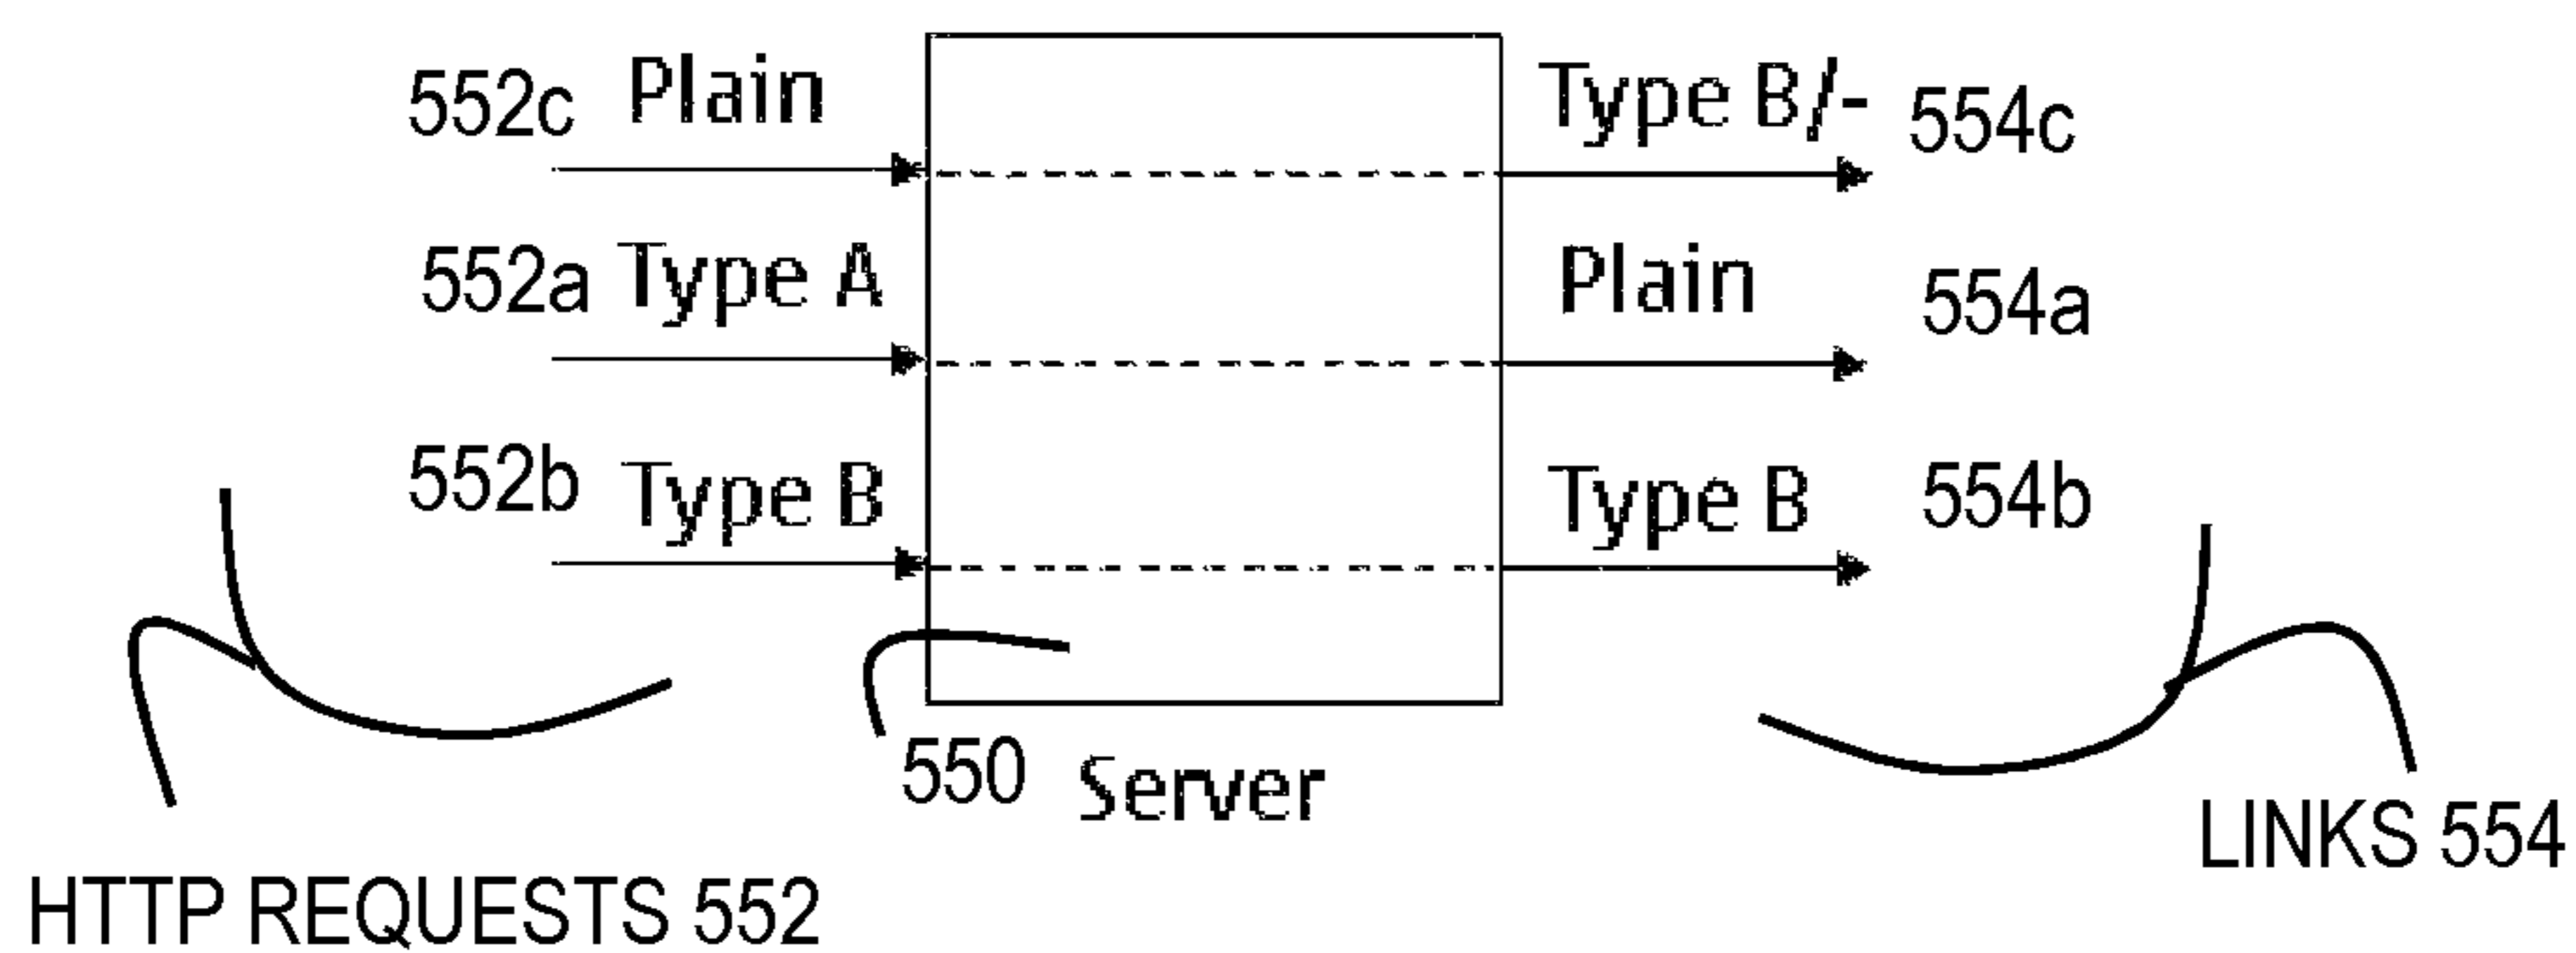 552c Plain Type B/- 554c
552a Type A Plain 554a
552b Type B Type B 554b
550 Server
LINKS 554
HTTP REQUESTS 552